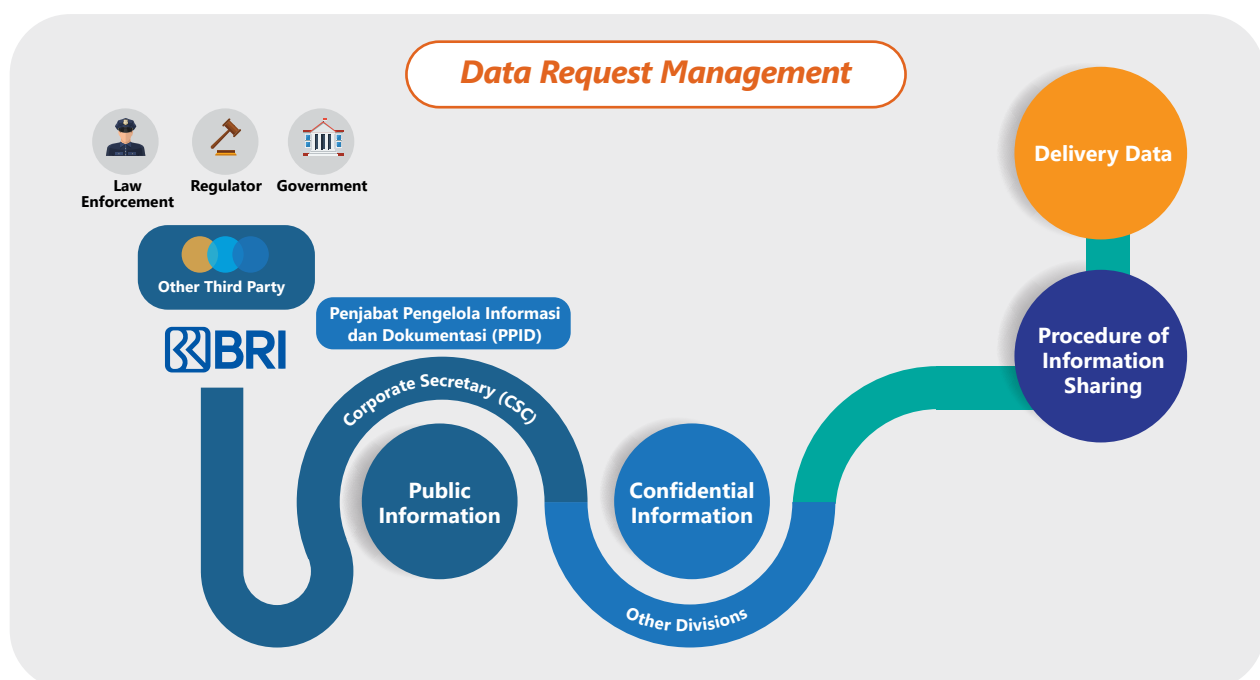 Data Request Management
Law
Enforcement
Regulator
Government
Other Third Party
BRI
Penjabat Pengelola Informasi
dan Dokumentasi (PPID)
Corporate Secretary (CSC)
Public
Information
Confidential
Information
Other Divisions
Procedure of
Information
Sharing
Delivery Data